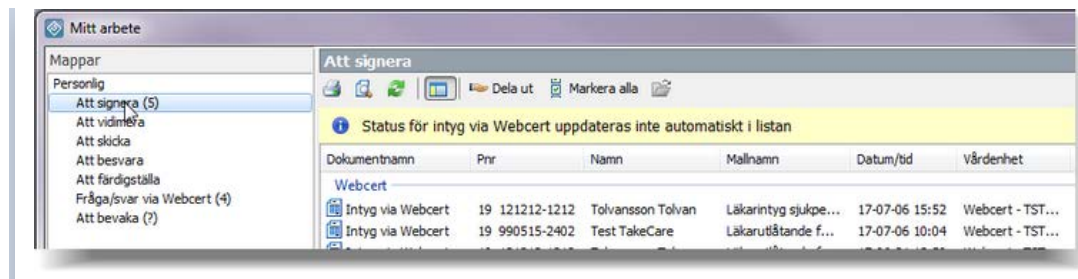 Mitt arbete
Mappar
Personlig
Att signera (5)
Att vidimera
Att skicka
Att besvara
Att färdigställa
Fråga/svar via Webcert (4)
Att bevaka (?)
Att signera
Dela ut Markera alla
Status för intyg via Webcert uppdateras inte automatiskt i listan
Dokumentnamn Pnr Namn Mallnamn Datum/tid Vårdenhet
Webcert
Intyg via Webcert 19 121212-1212 Tolvansson Tolvan Läkarintyg sjukpe... 17-07-06 15:52 Webcert - TST...
Intyg via Webcert 19 990515-2402 Test TakeCare Läkarutlåtande f... 17-07-06 10:04 Webcert - TST...